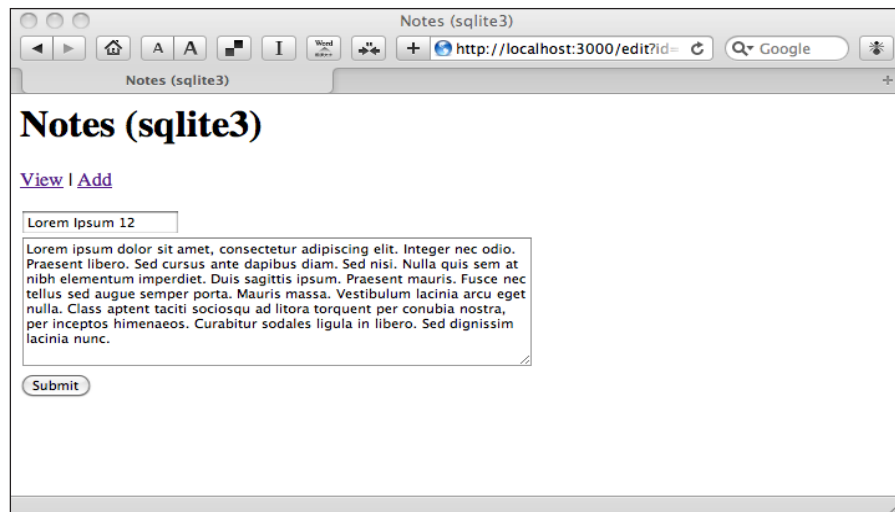 Notes (sqlite3)
A A I Word http://localhost:3000/edit?id= Google
Notes (sqlite3)
Notes (sqlite3)
View | Add
Lorem Ipsum 12
Lorem ipsum dolor sit amet, consectetur adipiscing elit. Integer nec odio.
Praesent libero. Sed cursus ante dapibus diam. Sed nisi. Nulla quis sem at
nibh elementum imperdiet. Duis sagittis ipsum. Praesent mauris. Fusce nec
tellus sed augue semper porta. Mauris massa. Vestibulum lacinia arcu eget
nulla. Class aptent taciti sociosqu ad litora torquent per conubia nostra,
per inceptos himenaeos. Curabitur sodales ligula in libero. Sed dignissim
lacinia nunc.
Submit